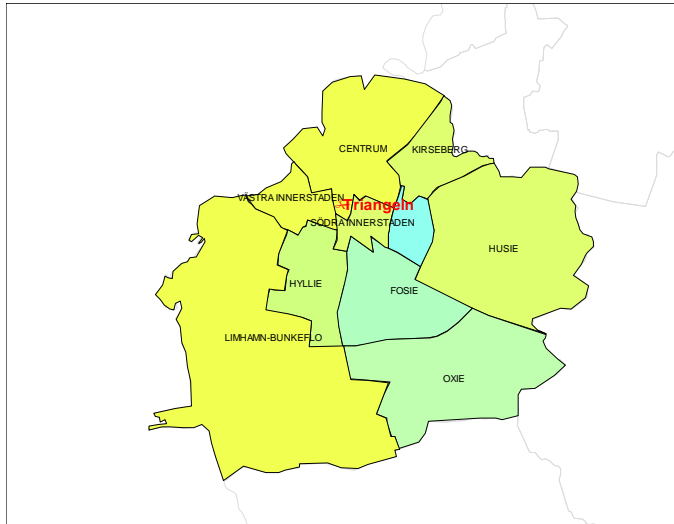 CENTRUM
KIRSEBERG
VÄSTRA INNERSTADEN
Triangeln
SÖDRA INNERSTADEN
HUSIE
HYLLIE
FOSIE
LIMHAMN-BUNKEFLO
OXIE